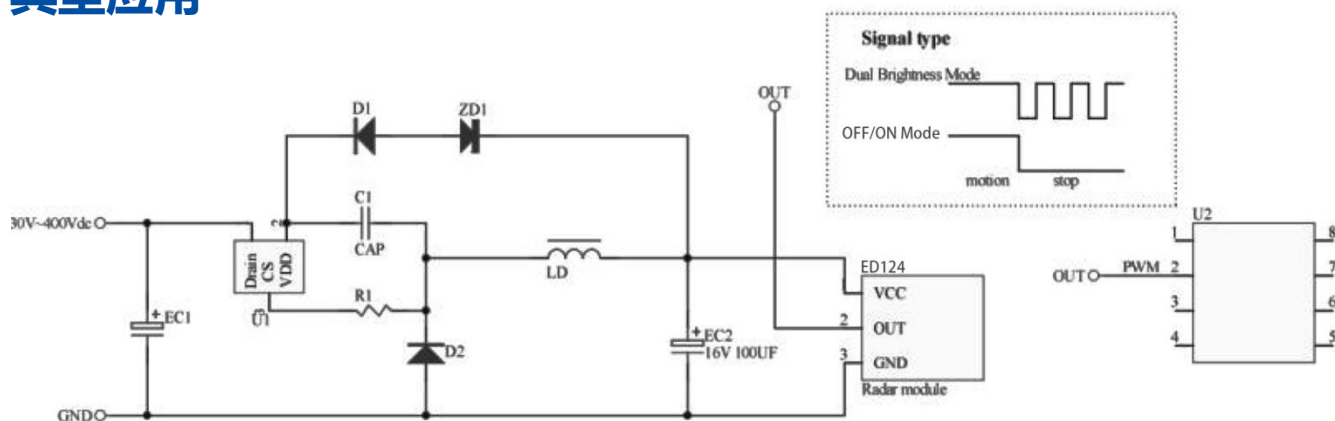 典型应用
Signal type
Dual Brightness Mode
OFF/ON Mode
motion stop
OUT
D1
ZD1
C1
CAP
30V~400Vdc
2
Drain
CS
VDD
U1
3
R1
LD
EC1
D2
EC2
16V 100UF
GND
ED124
VCC
2
OUT
3
GND
Radar module
U2
1
8
OUT
PWM
2
7
3
6
4
5